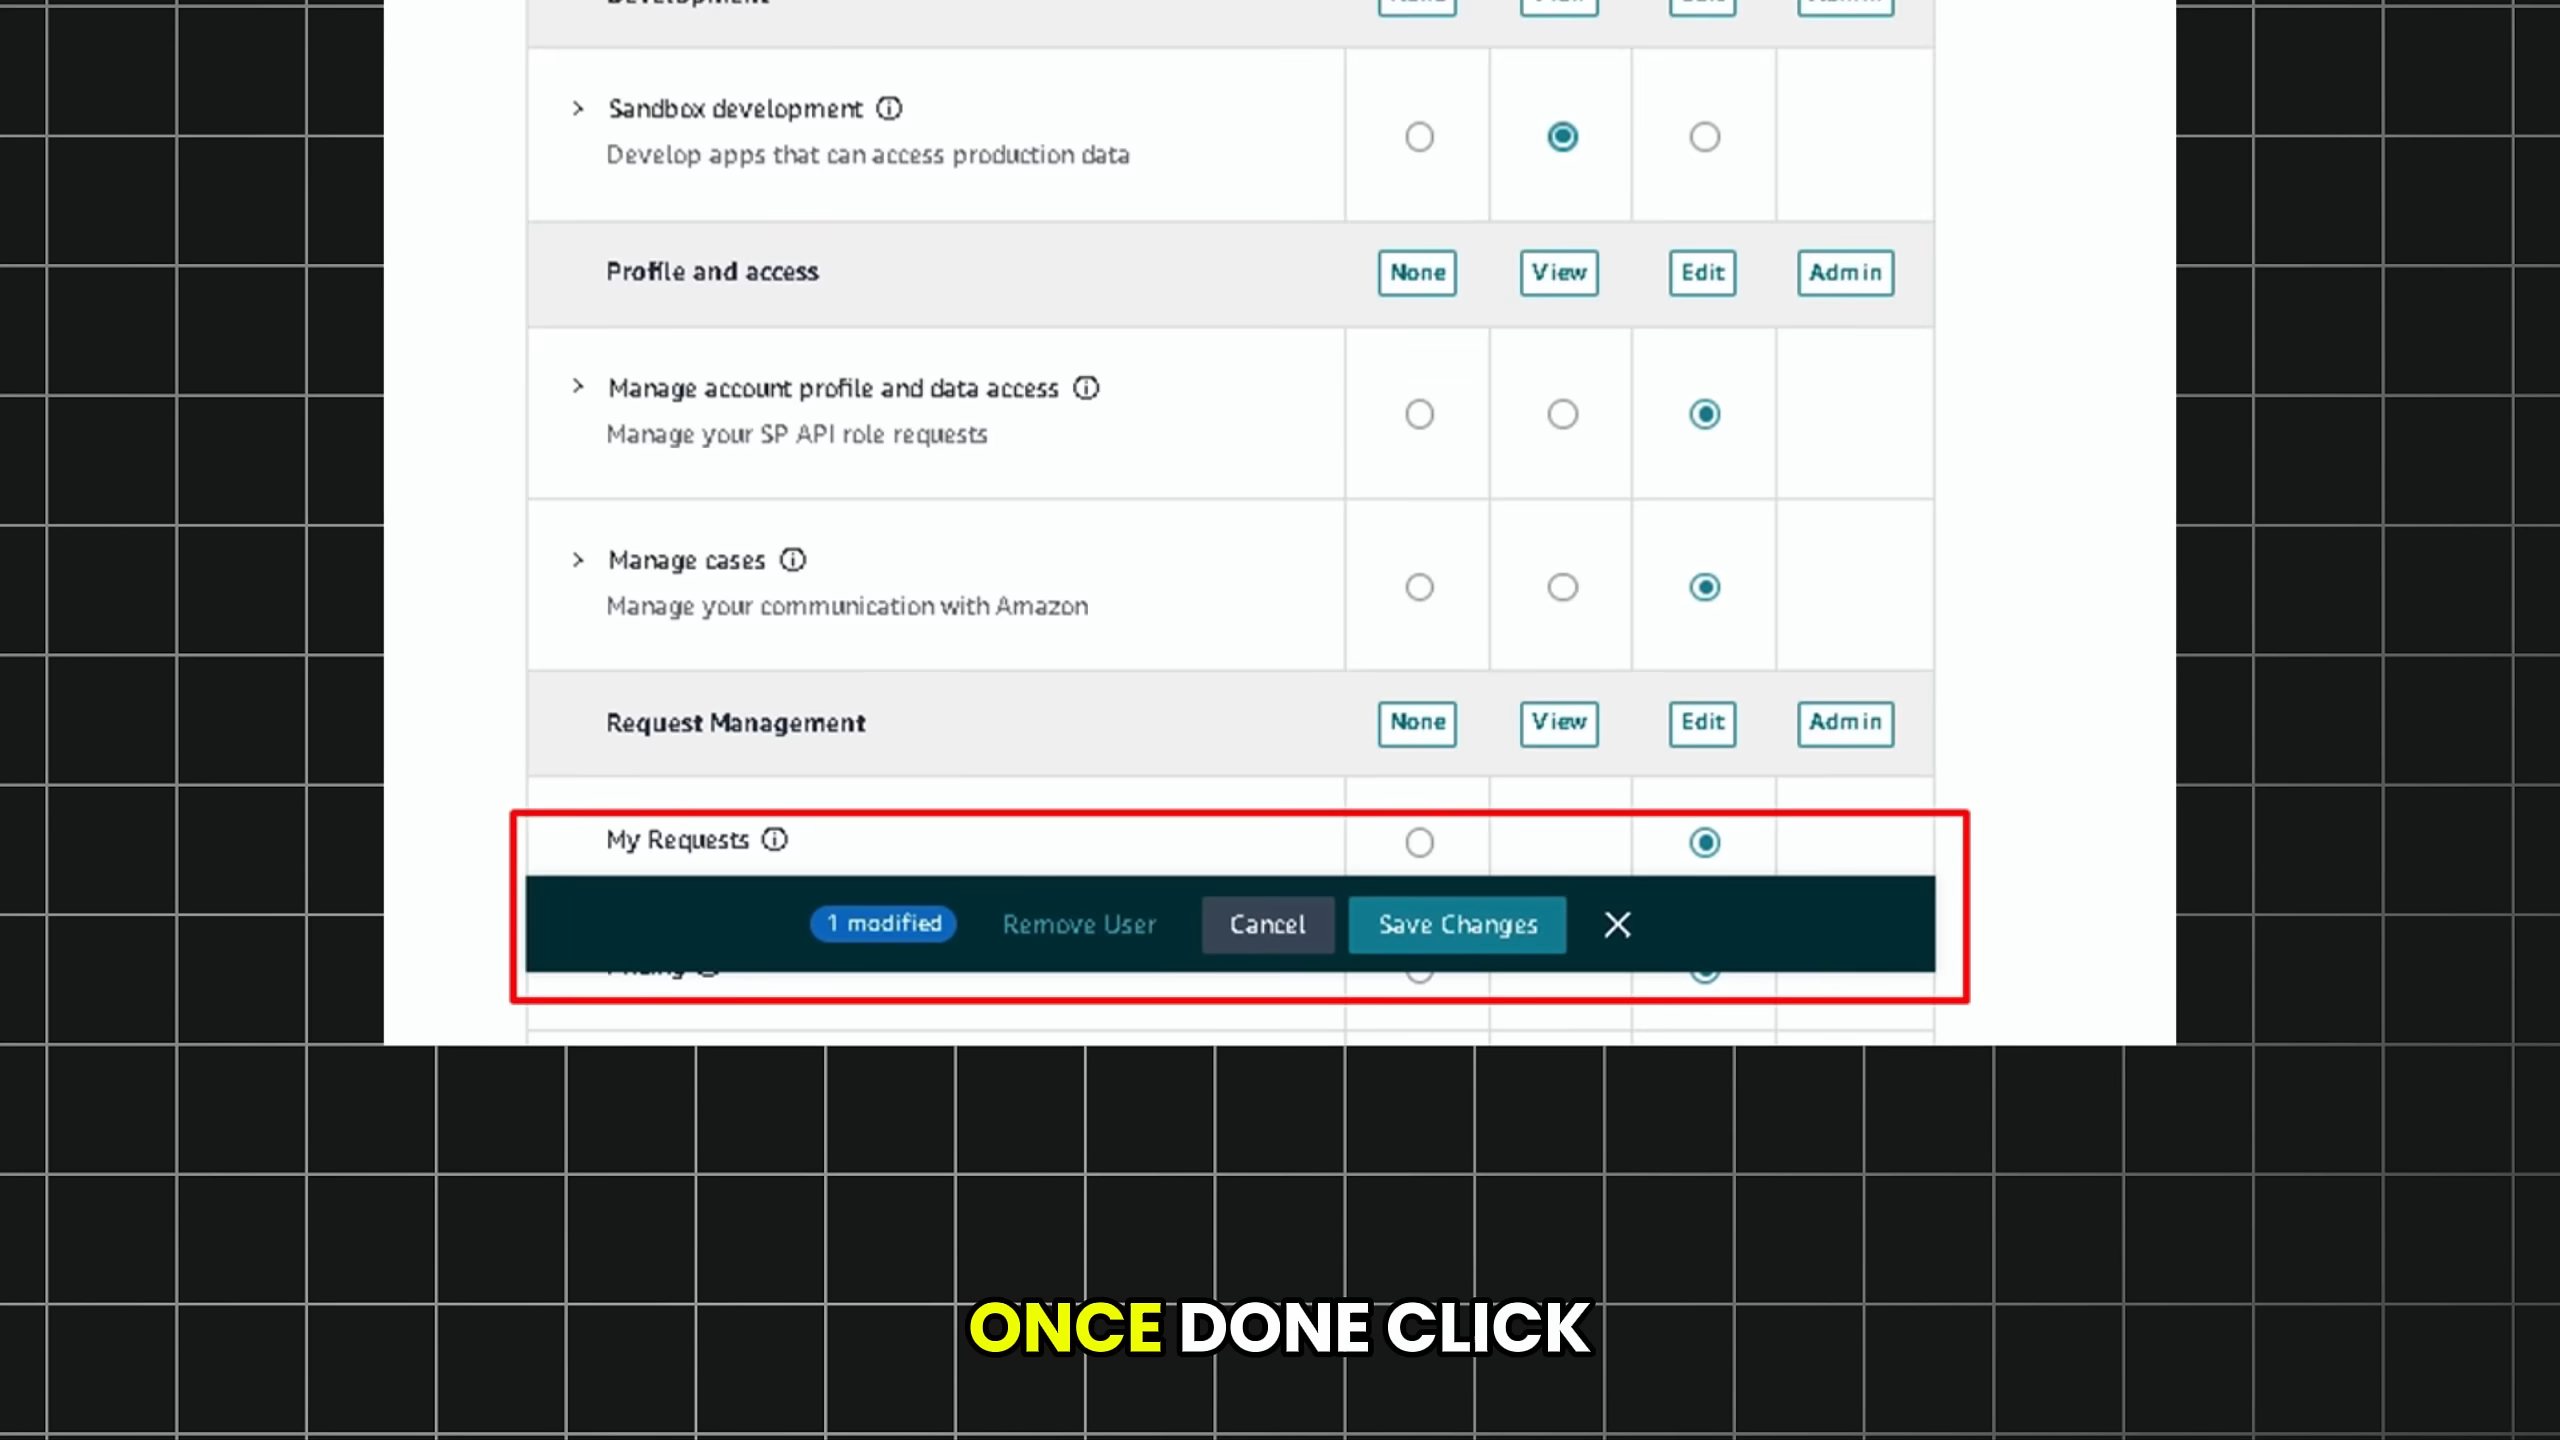 Sandbox development
Develop apps that can access production data
Profile and access None View Edit Admin
Manage account profile and data access
Manage your SP API role requests
Manage cases
Manage your communication with Amazon
Request Management None View Edit Admin
My Requests
1 modified Remove User Cancel Save Changes
ONCE DONE CLICK